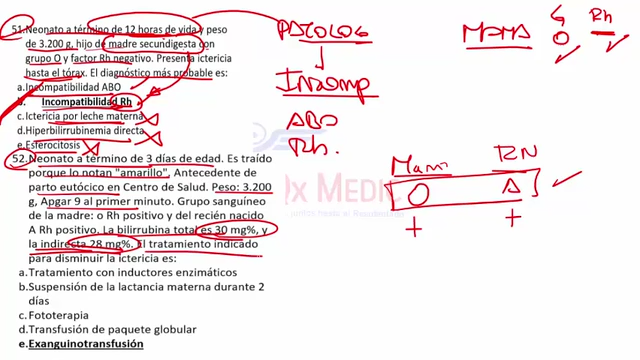 51.Neonato a término de 12 horas de vida y peso
de 3.200 g, hijo de madre secundigesta con
grupo O y factor Rh negativo. Presenta ictericia
hasta el tórax. El diagnóstico más probable es:
a.Incompatibilidad ABO
b. Incompatibilidad Rh
c.Ictericia por leche materna
d.Hiperbilirrubinemia directa
e.Esferocitosis
52.Neonato a término de 3 días de edad. Es traído
porque lo notan "amarillo". Antecedente de
parto eutócico en Centro de Salud. Peso: 3.200
g, Apgar 9 al primer minuto. Grupo sanguíneo
de la madre: o Rh positivo y del recién nacido
A Rh positivo. La bilirrubina total es 30 mg%, y
la indirecta 28 mg%. El tratamiento indicado
para disminuir la ictericia es:
a.Tratamiento con inductores enzimáticos
b.Suspensión de la lactancia materna durante 2
días
c.Fototerapia
d.Transfusión de paquete globular
e.Exanguinotransfusión
PATOLOG
Incomp
ABO
Rh.
MAMA G Rh
O -
Mam RN
O A
+ +
MEDIC